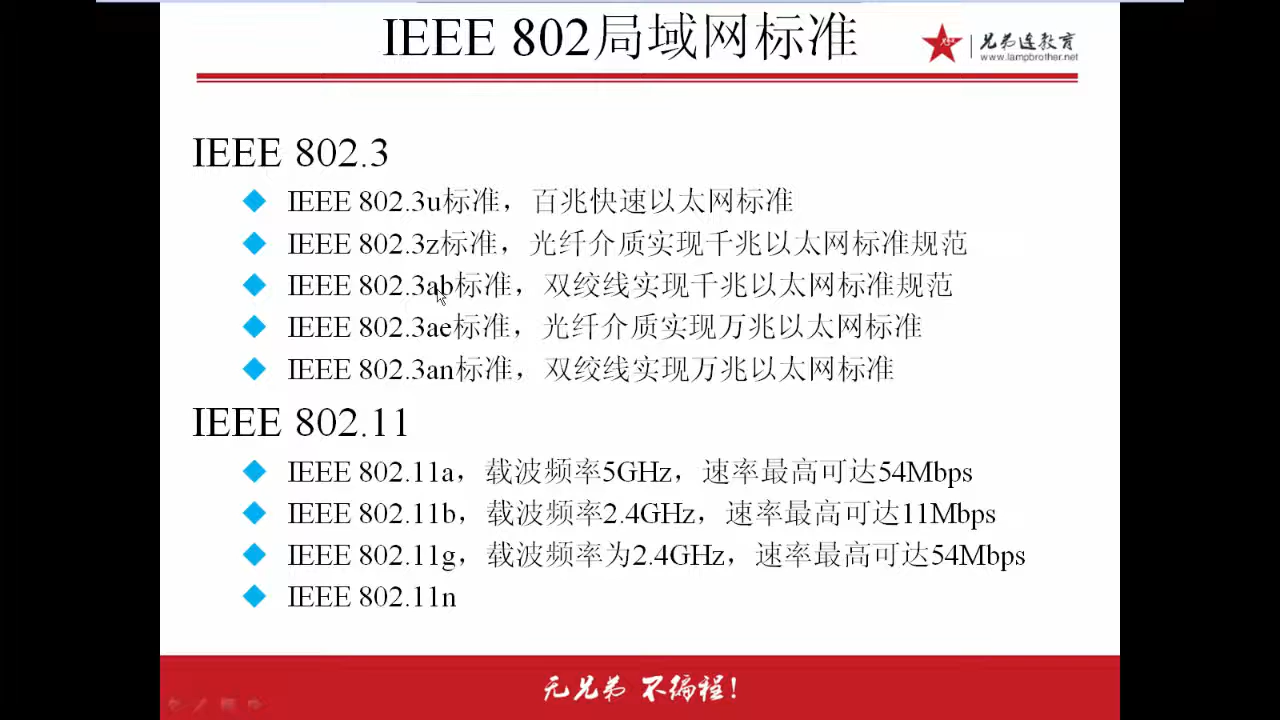 IEEE 802局域网标准
兄弟连教育
www.lampbrother.net
IEEE 802.3
IEEE 802.3u标准，百兆快速以太网标准
IEEE 802.3z标准，光纤介质实现千兆以太网标准规范
IEEE 802.3ab标准，双绞线实现千兆以太网标准规范
IEEE 802.3ae标准，光纤介质实现万兆以太网标准
IEEE 802.3an标准，双绞线实现万兆以太网标准
IEEE 802.11
IEEE 802.11a，载波频率5GHz，速率最高可达54Mbps
IEEE 802.11b，载波频率2.4GHz，速率最高可达11Mbps
IEEE 802.11g，载波频率为2.4GHz，速率最高可达54Mbps
IEEE 802.11n
无兄弟 不编程！